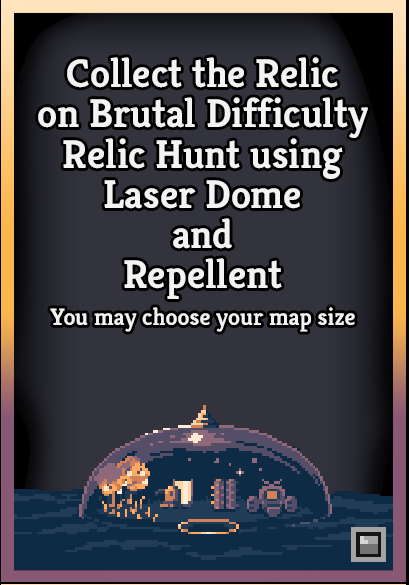 Collect the Relic
on Brutal Difficulty
Relic Hunt using
Laser Dome
and
Repellent
You may choose your map size